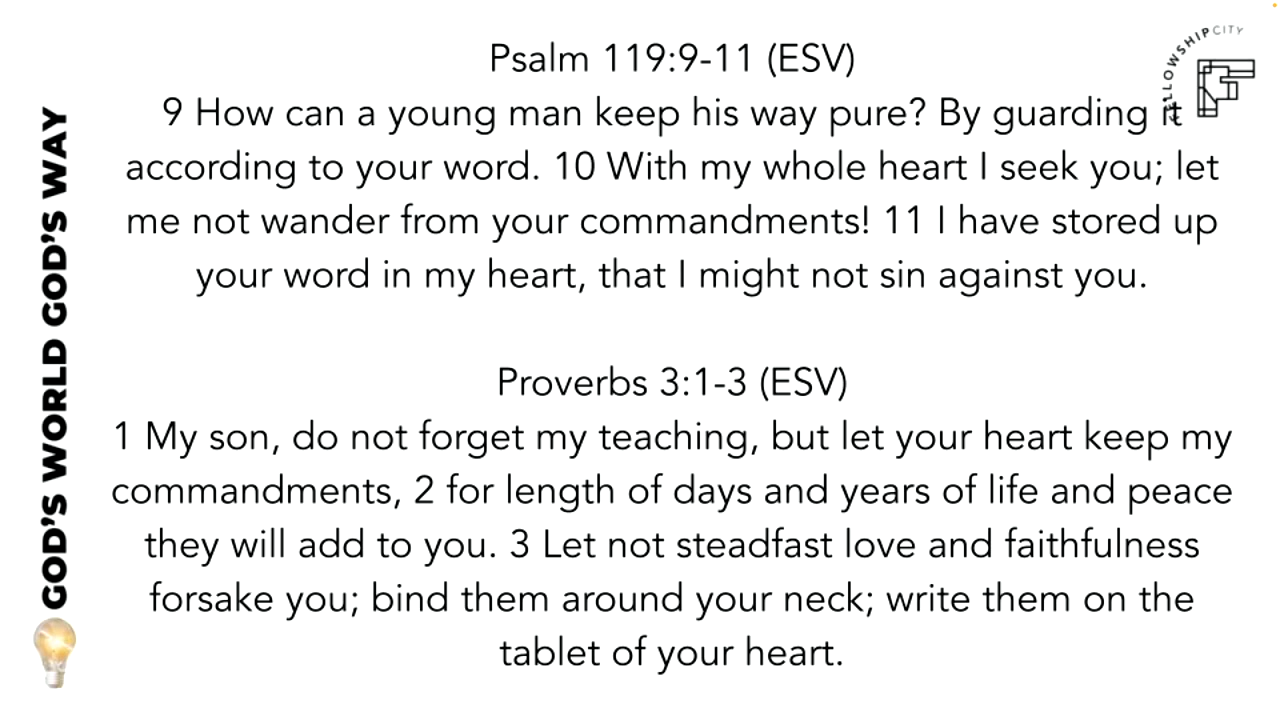 Psalm 119:9-11 (ESV)
9 How can a young man keep his way pure? By guarding it
according to your word. 10 With my whole heart I seek you; let
me not wander from your commandments! 11 I have stored up
your word in my heart, that I might not sin against you.
Proverbs 3:1-3 (ESV)
1 My son, do not forget my teaching, but let your heart keep my
commandments, 2 for length of days and years of life and peace
they will add to you. 3 Let not steadfast love and faithfulness
forsake you; bind them around your neck; write them on the
tablet of your heart.
GOD'S WORLD GOD'S WAY
FELLOWSHIPCITY